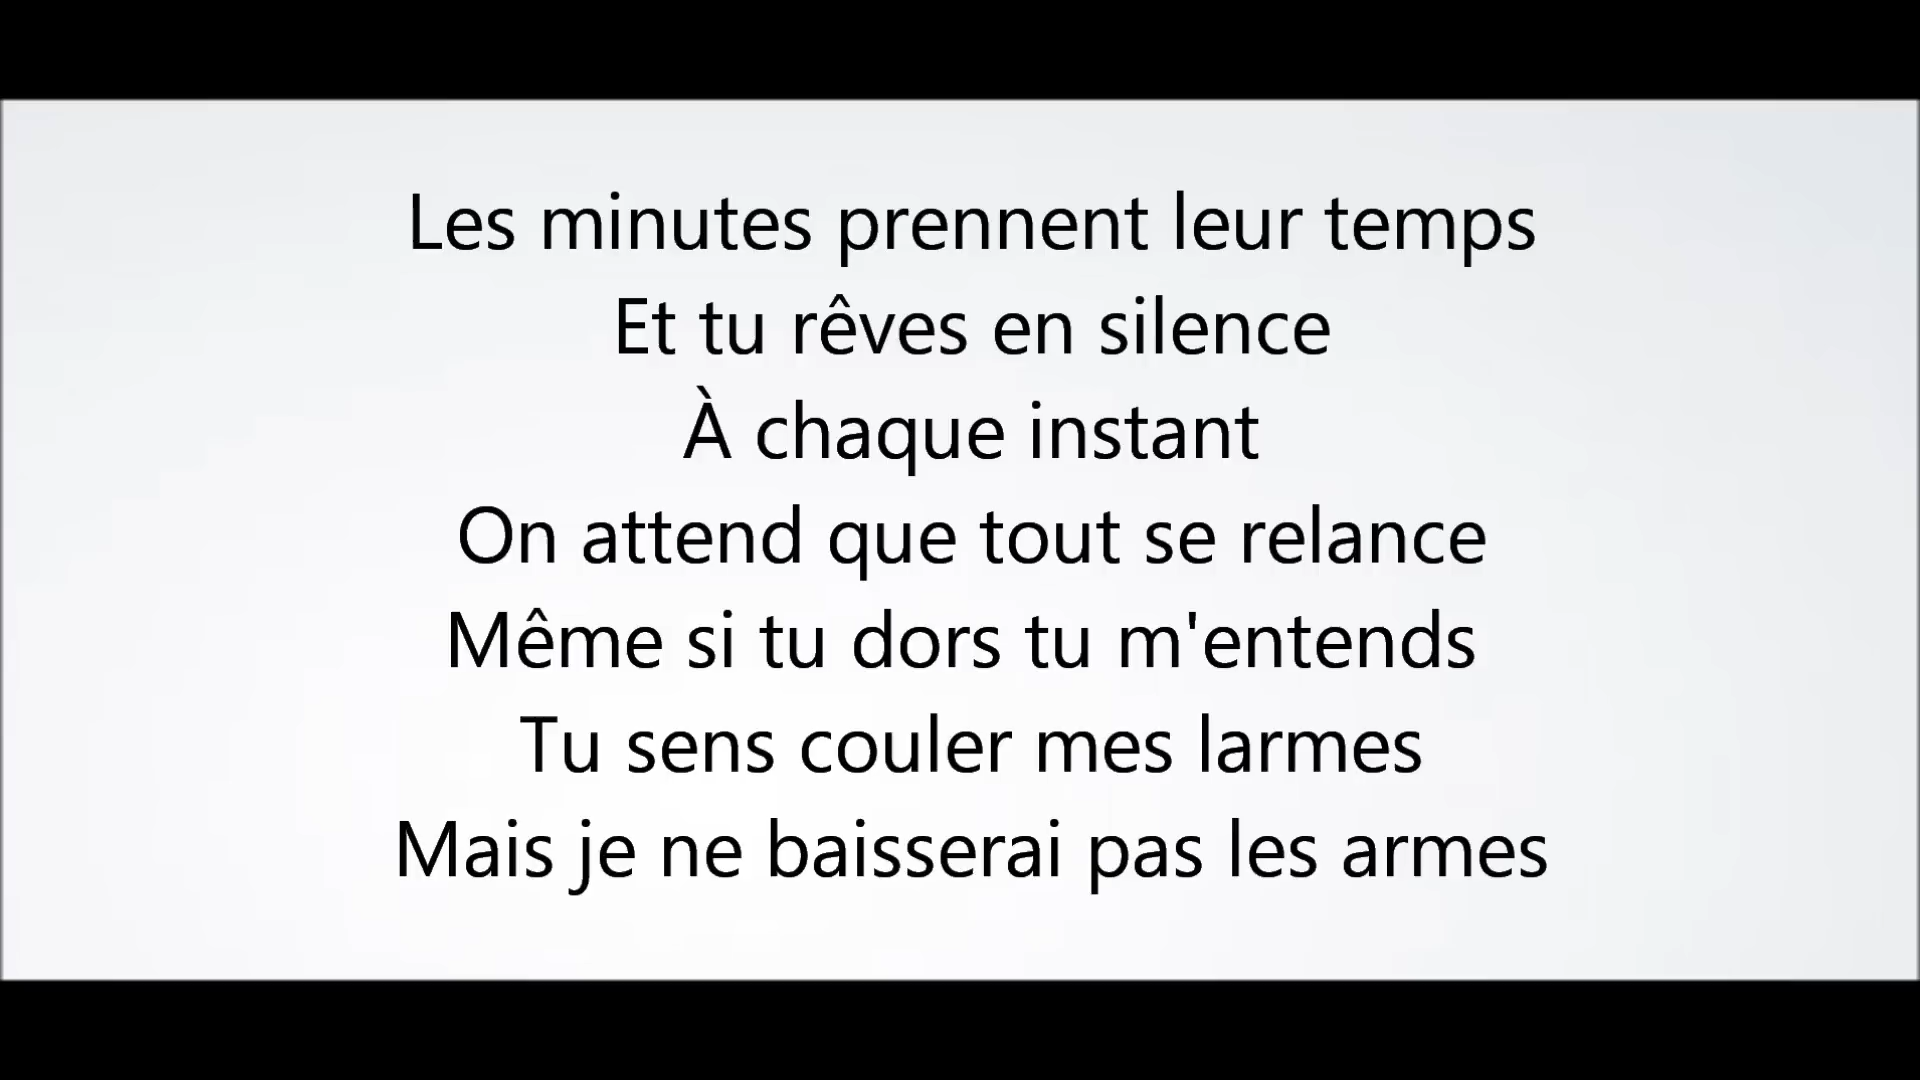 Les minutes prennent leur temps
Et tu rêves en silence
À chaque instant
On attend que tout se relance
Même si tu dors tu m'entends
Tu sens couler mes larmes
Mais je ne baisserai pas les armes